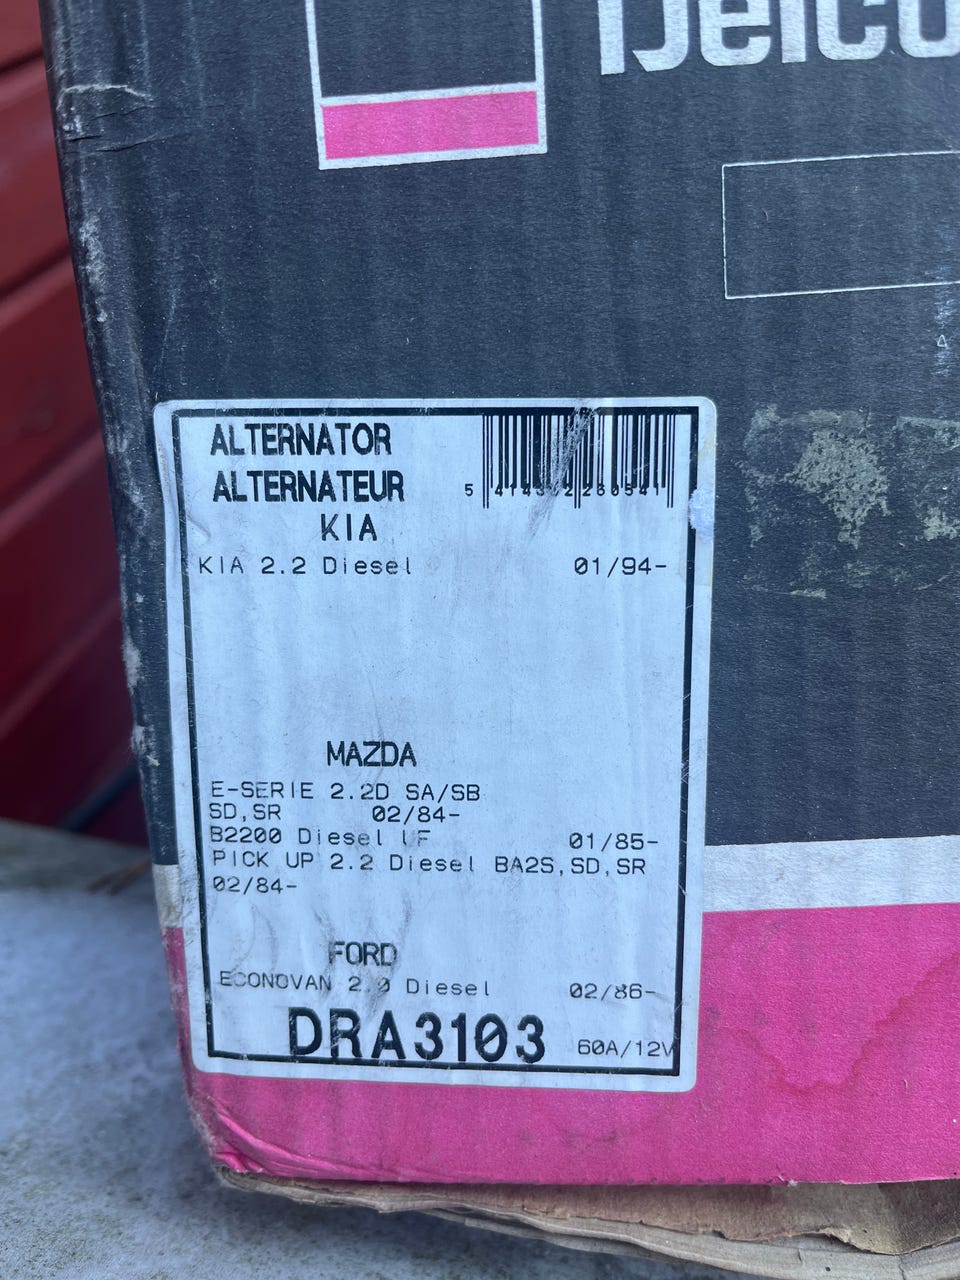 Delco
ALTERNATOR
ALTERNATEUR
KIA
KIA 2.2 Diesel 01/94-
MAZDA
E-SERIE 2.2D SA/SB
SD,SR 02/84-
B2200 Diesel UF 01/85-
PICK UP 2.2 Diesel BA2S,SD,SR
02/84-
FORD
ECONOVAN 2.0 Diesel 02/86-
DRA3103 60A/12V